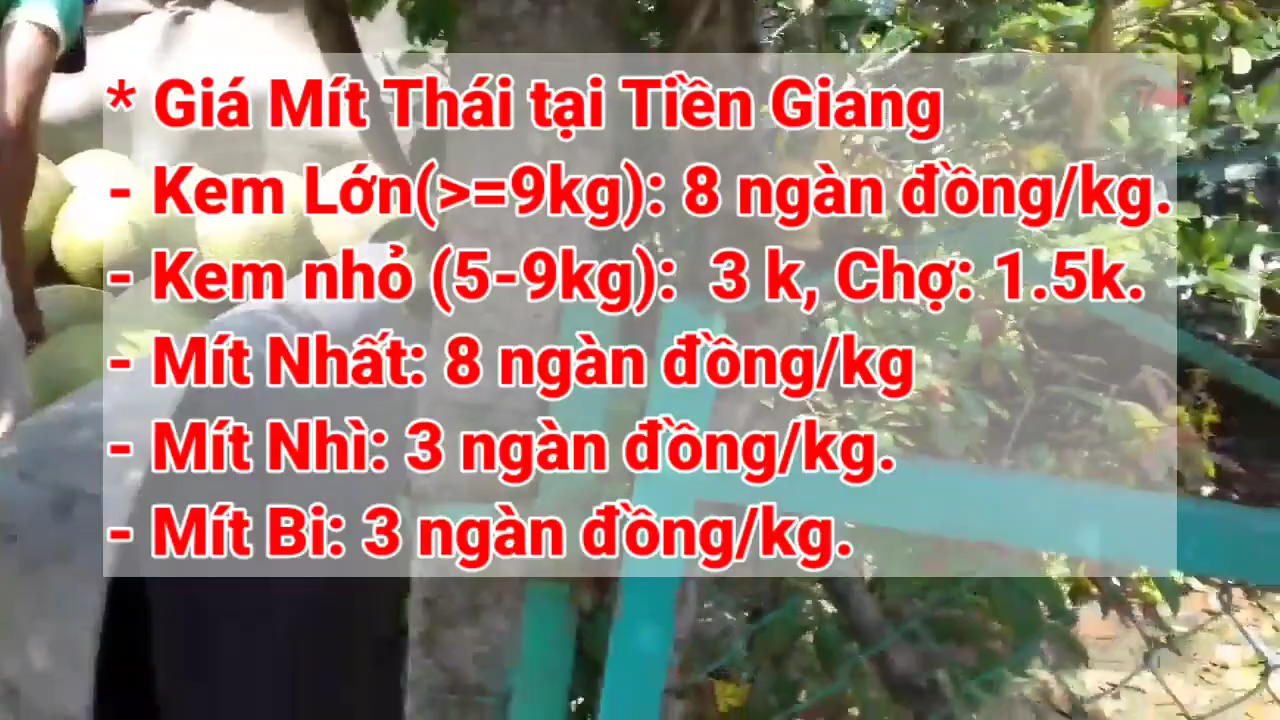 * Giá Mít Thái tại Tiền Giang
- Kem Lớn(>=9kg): 8 ngàn đồng/kg.
- Kem nhỏ (5-9kg):  3 k, Chợ: 1.5k.
- Mít Nhất: 8 ngàn đồng/kg
- Mít Nhì: 3 ngàn đồng/kg.
- Mít Bi: 3 ngàn đồng/kg.